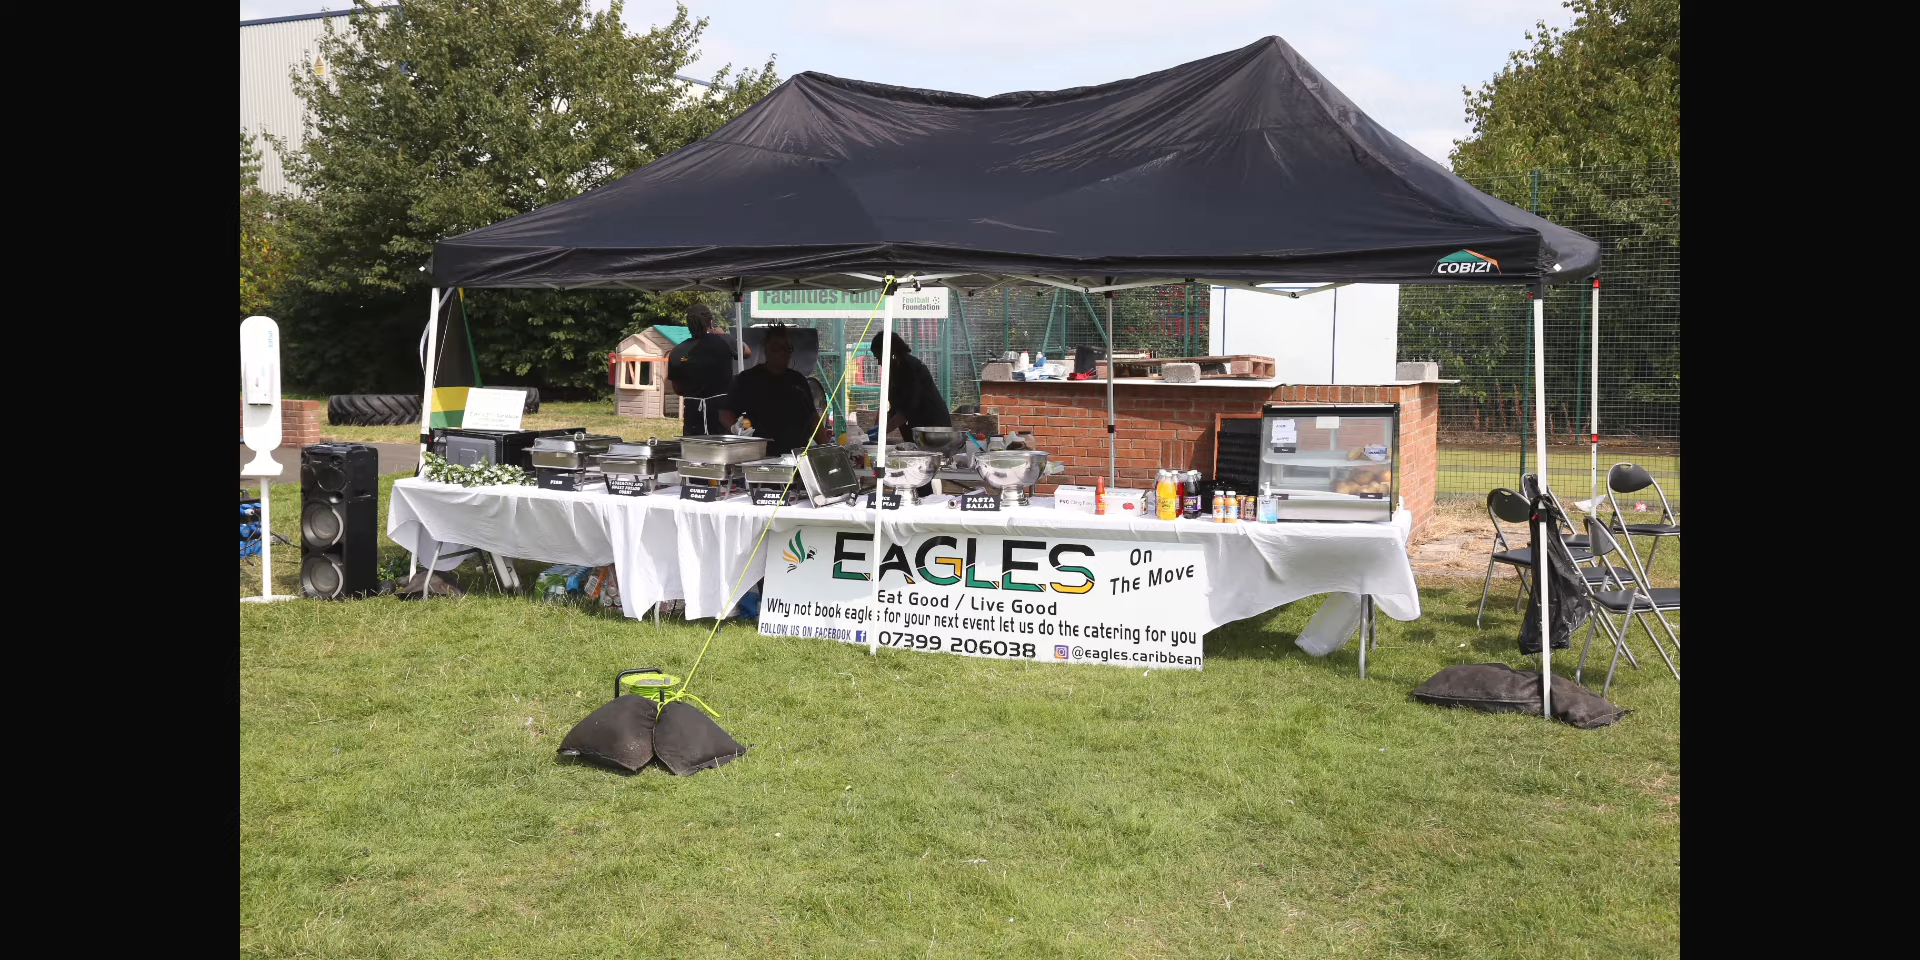 COBIZI
Facilities Fund
Football
Foundation
FISH
CURRY
GOAT
JERK
CHICKEN
PASTA
SALAD
EAGLES
On
The Move
Eat Good / Live Good
Why not book eagles for your next event let us do the catering for you
FOLLOW US ON FACEBOOK f
07399 206038
@eagles.caribbean